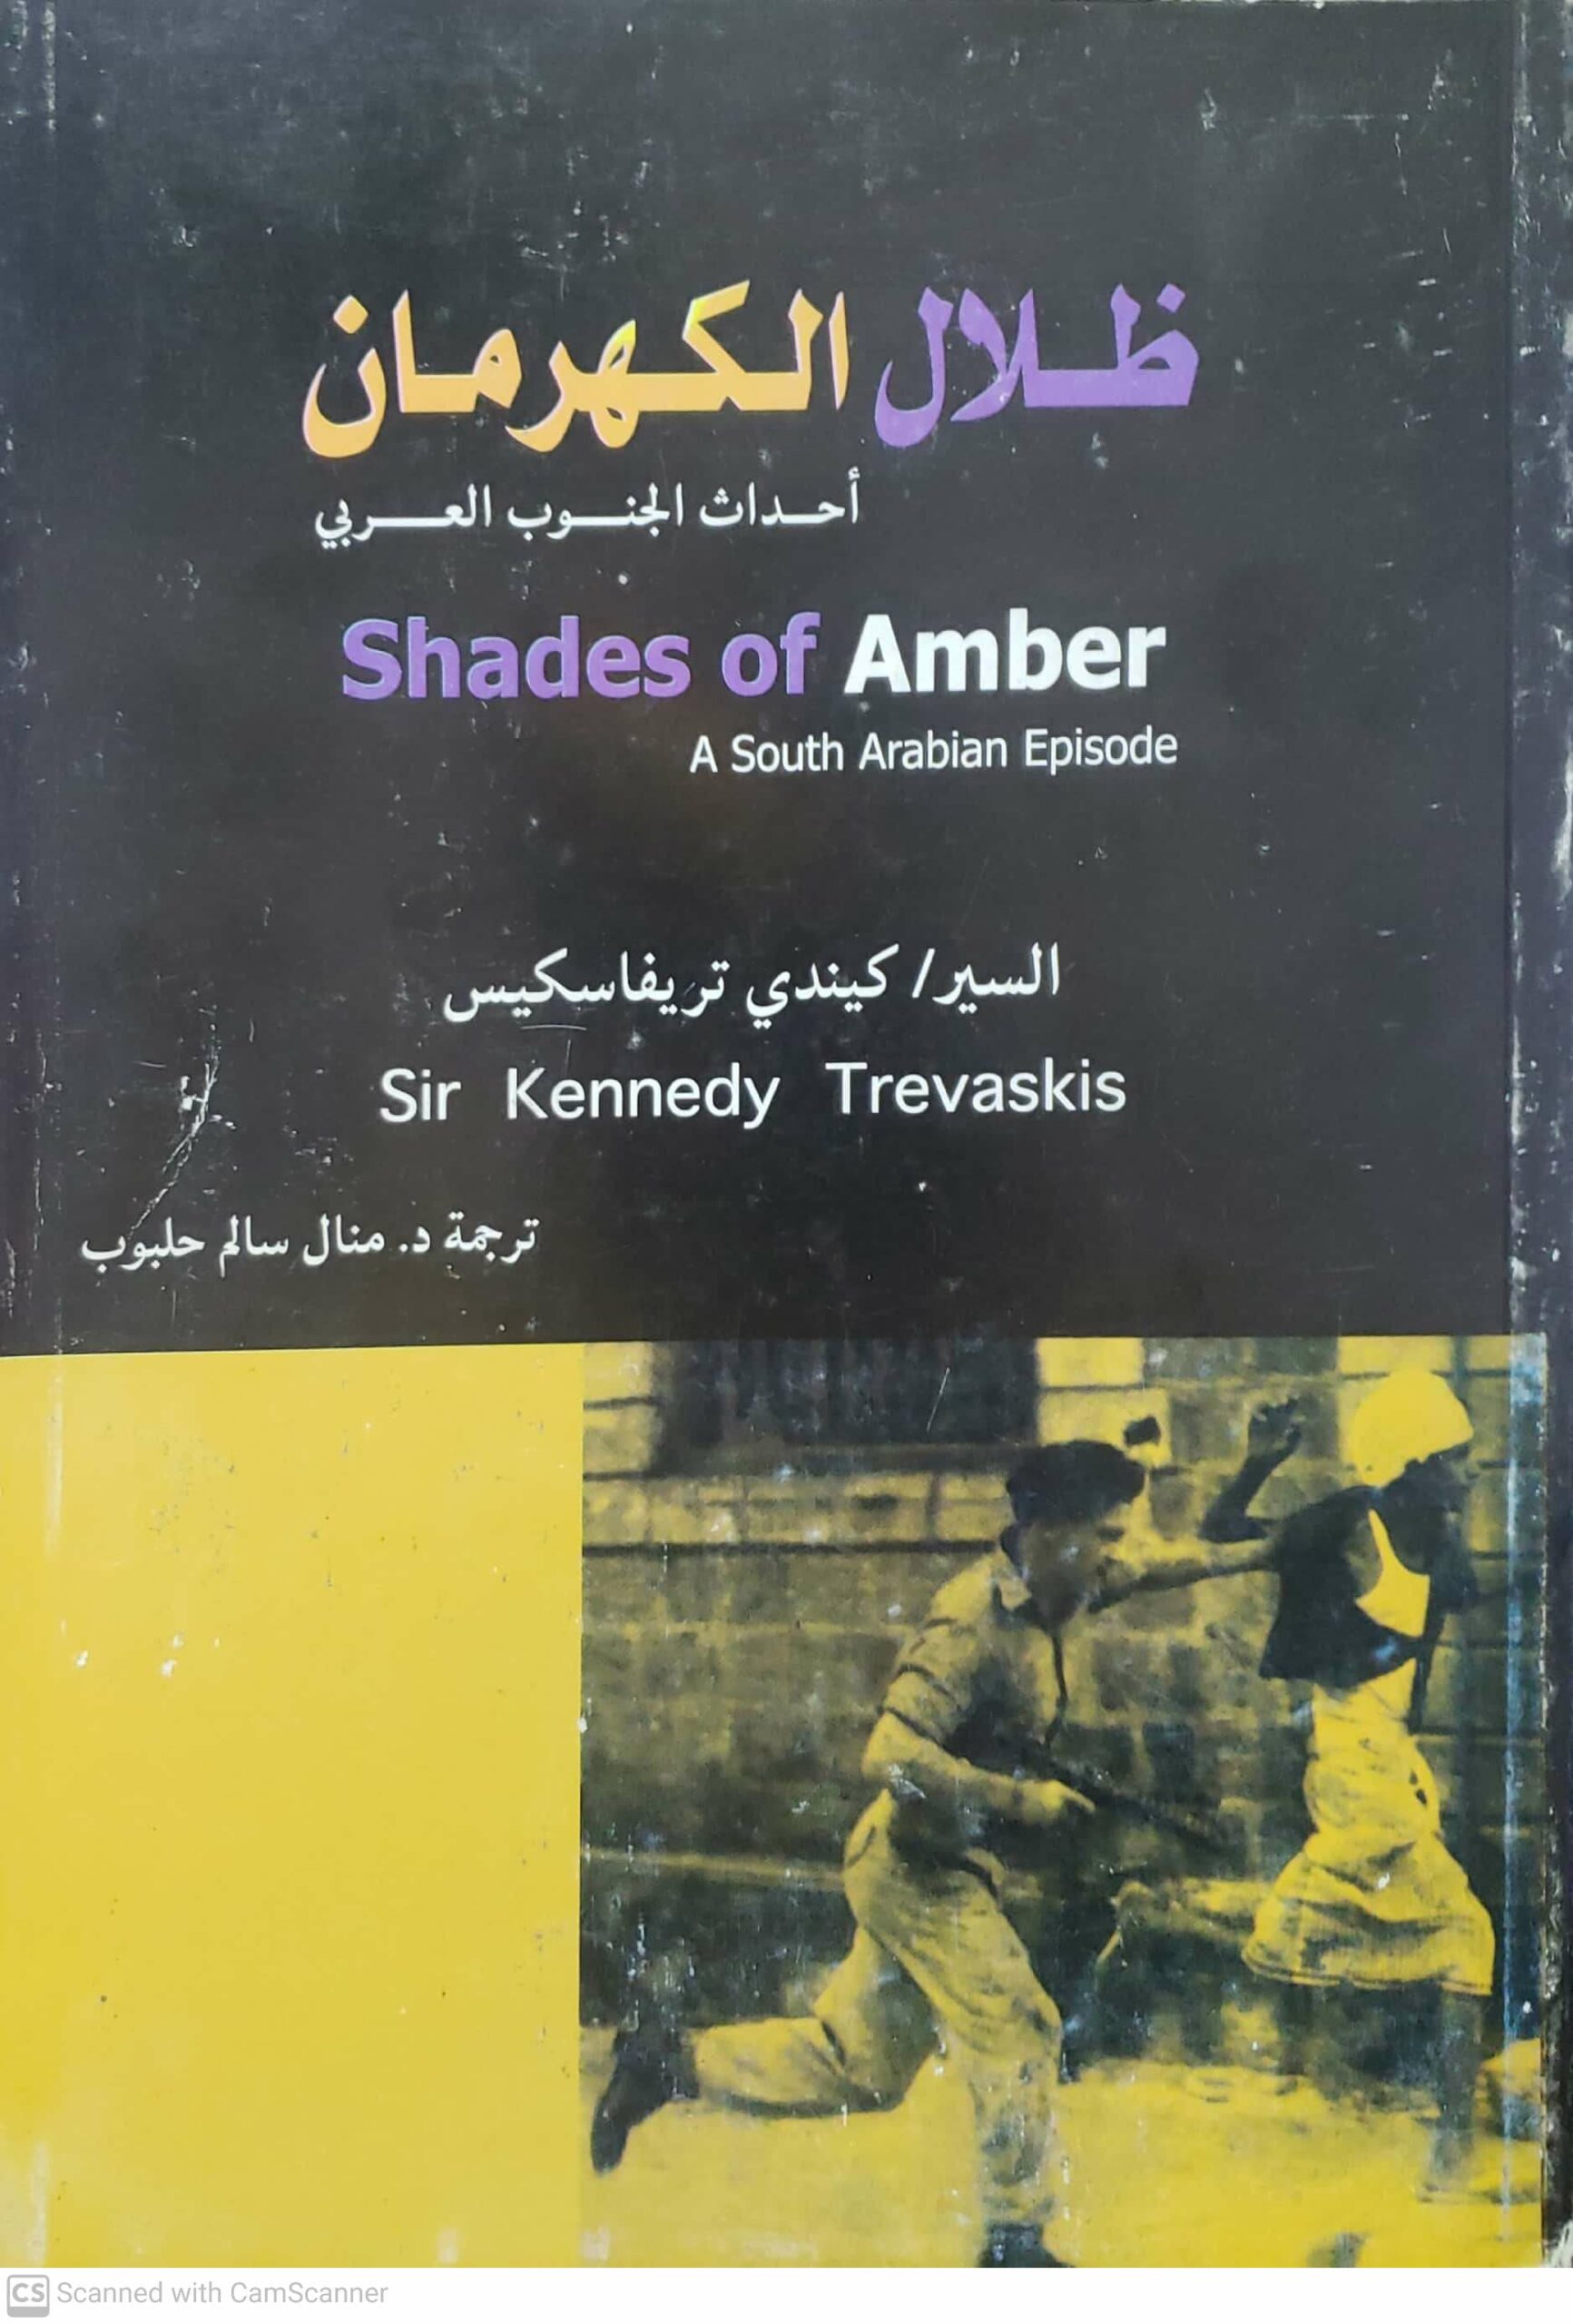 ظلال الكهرمان
أحداث الجنوب العربي
Shades of Amber
A South Arabian Episode
السير/ كيندي تريفاسكيس
Sir Kennedy Trevaskis
ترجمة د. منال سالم حلبوب
CS Scanned with CamScanner